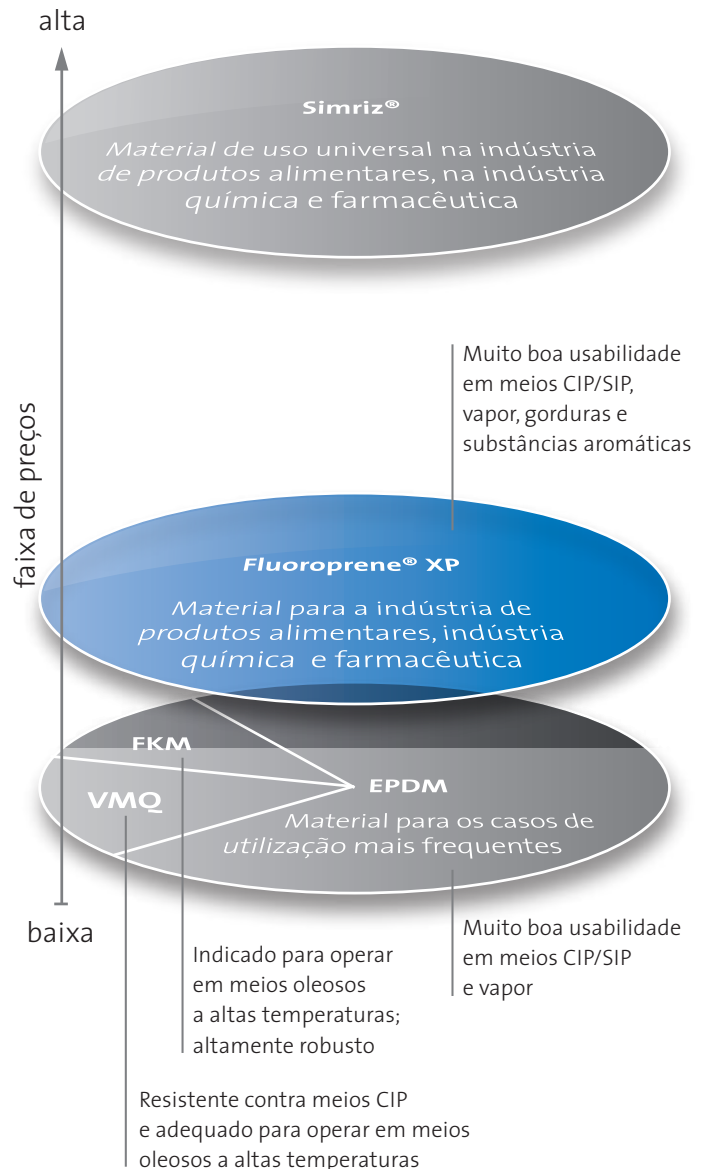 alta
Simriz®
Material de uso universal na indústria
de produtos alimentares, na indústria
química e farmacêutica
faixa de preços
Muito boa usabilidade
em meios CIP/SIP,
vapor, gorduras e
substâncias aromáticas
Fluoroprene® XP
Material para a indústria de
produtos alimentares, indústria
química e farmacêutica
FKM
VMQ
EPDM
Material para os casos de
utilização mais frequentes
baixa
Muito boa usabilidade
em meios CIP/SIP
e vapor
Indicado para operar
em meios oleosos
a altas temperaturas;
altamente robusto
Resistente contra meios CIP
e adequado para operar em meios
oleosos a altas temperaturas